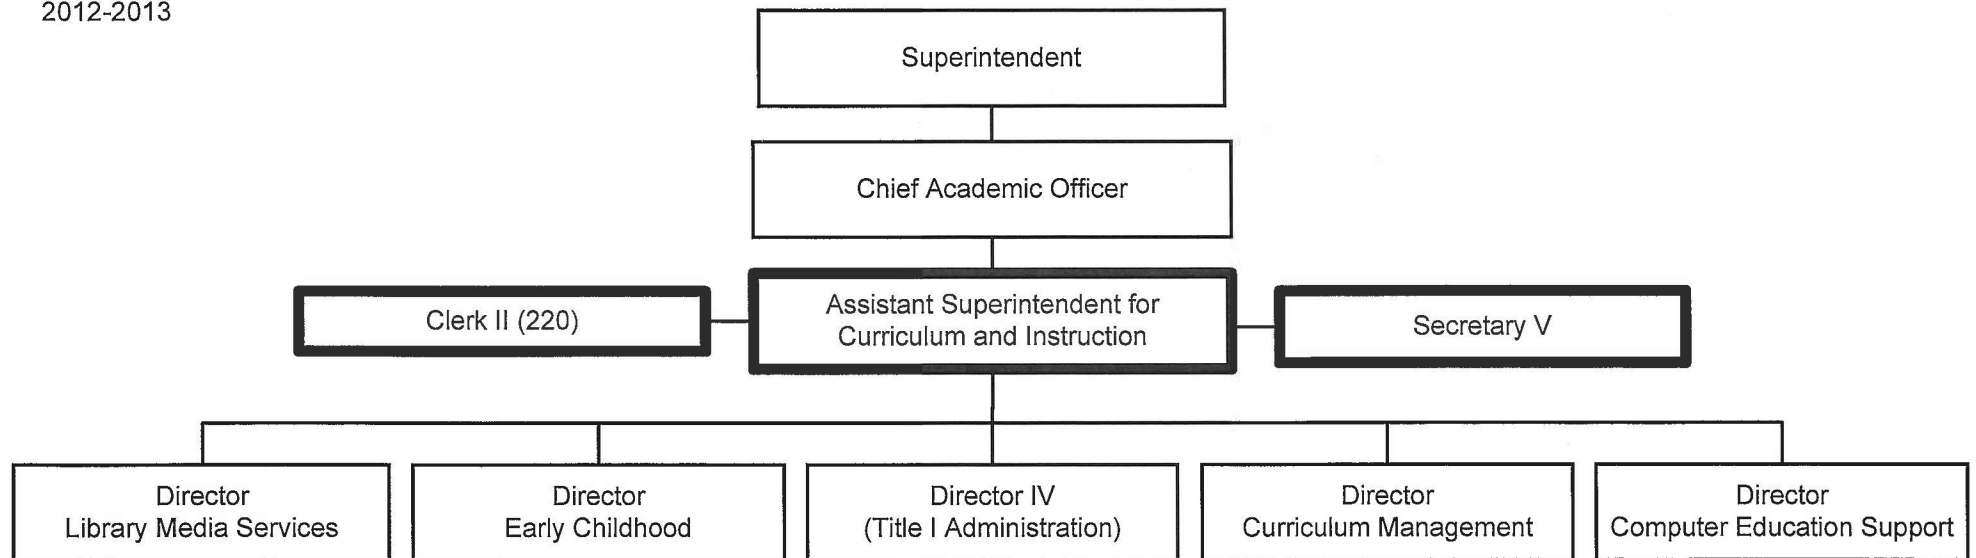 2012-2013
Superintendent
Chief Academic Officer
Clerk II (220)
Assistant Superintendent for
Curriculum and Instruction
Secretary V
Director
Library Media Services
Director
Early Childhood
Director IV
(Title I Administration)
Director
Curriculum Management
Director
Computer Education Support